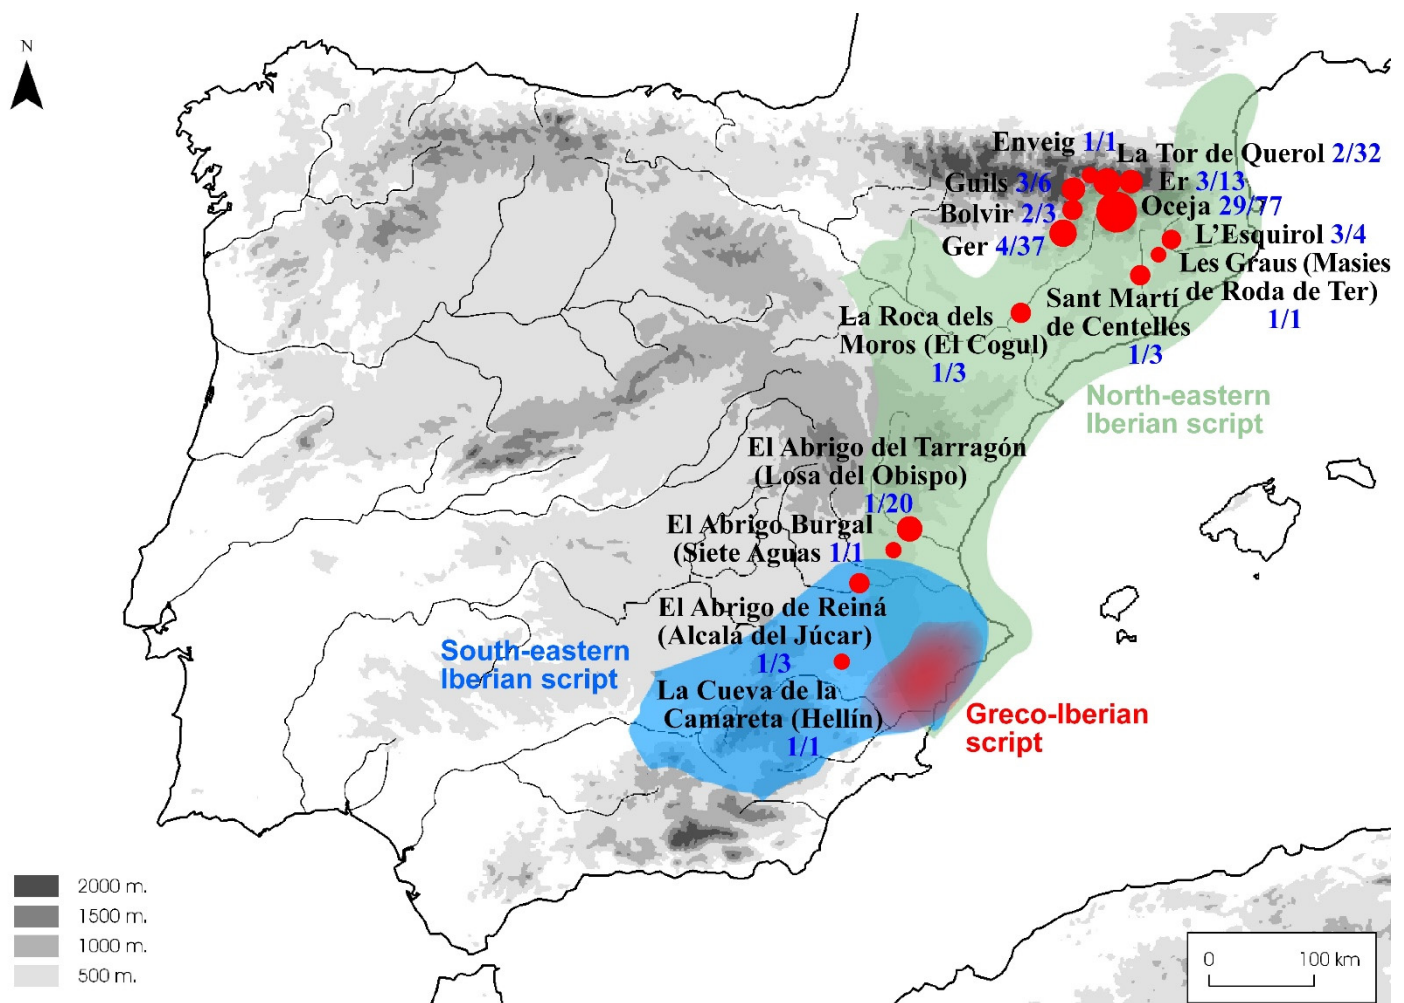 N
Enveig 1/1
La Tor de Querol 2/32
Guils 3/6
Er 3/13
Bolvir 2/3
Oceja 29/77
Ger 4/37
L'Esquirol 3/4
Les Graus (Masies
de Roda de Ter)
1/1
Sant Martí
de Centelles
1/3
La Roca dels
Moros (El Cogul)
1/3
North-eastern
Iberian script
El Abrigo del Tarragón
(Losa del Obispo)
1/20
El Abrigo Burgal
(Siete Aguas 1/1
El Abrigo de Reiná
(Alcalá del Júcar)
1/3
South-eastern
Iberian script
La Cueva de la
Camareta (Hellín)
1/1
Greco-Iberian
script
2000 m.
1500 m.
1000 m.
500 m.
0 100 km